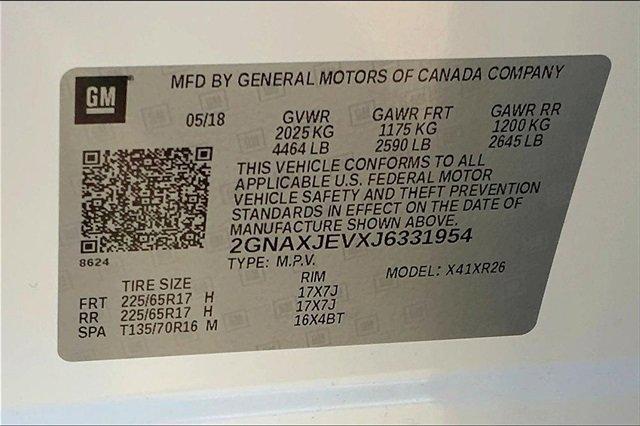 GM
MFD BY GENERAL MOTORS OF CANADA COMPANY
05/18 GVWR GAWR FRT GAWR RR
2025 KG 1175 KG 1200 KG
4464 LB 2590 LB 2645 LB
THIS VEHICLE CONFORMS TO ALL
APPLICABLE U.S. FEDERAL MOTOR
VEHICLE SAFETY AND THEFT PREVENTION
STANDARDS IN EFFECT ON THE DATE OF
MANUFACTURE SHOWN ABOVE.
2GNAXJEVXJ6331954
8624
TYPE: M.P.V. MODEL: X41XR26
TIRE SIZE RIM
FRT 225/65R17 H 17X7J
RR 225/65R17 H 17X7J
SPA T135/70R16 M 16X4BT